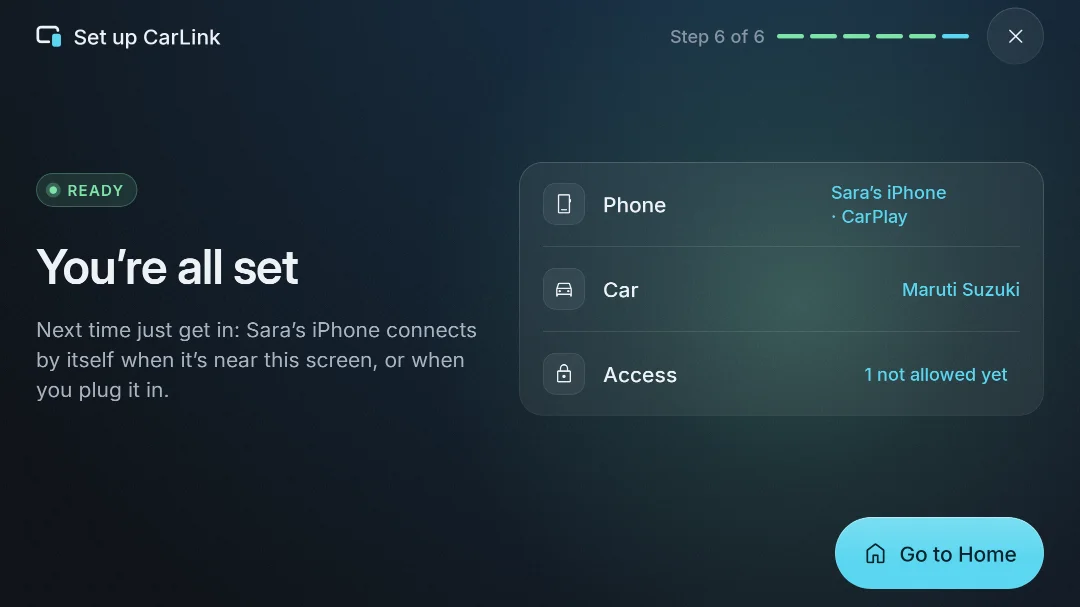 Set up CarLink
Step 6 of 6
READY
You’re all set
Next time just get in: Sara’s iPhone connects
by itself when it’s near this screen, or when
you plug it in.
Phone
Sara’s iPhone
· CarPlay
Car
Maruti Suzuki
Access
1 not allowed yet
Go to Home